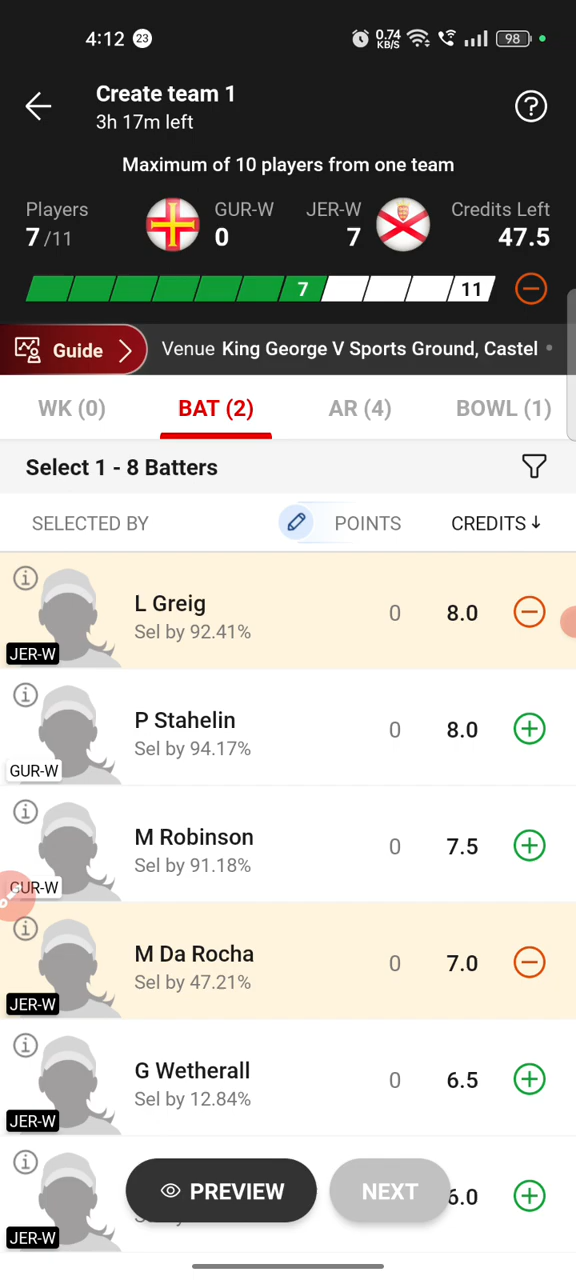 4:12 23 0.74 KB/S 98
Create team 1
3h 17m left
Maximum of 10 players from one team
Players GUR-W JER-W Credits Left
7/11 0 7 47.5
7 11
Guide Venue King George V Sports Ground, Castel
WK (0) BAT (2) AR (4) BOWL (1)
Select 1 - 8 Batters
SELECTED BY POINTS CREDITS↓
L Greig 0 8.0
Sel by 92.41%
JER-W
P Stahelin 0 8.0
Sel by 94.17%
GUR-W
M Robinson 0 7.5
Sel by 91.18%
GUR-W
M Da Rocha 0 7.0
Sel by 47.21%
JER-W
G Wetherall 0 6.5
Sel by 12.84%
JER-W
PREVIEW NEXT 6.0
JER-W